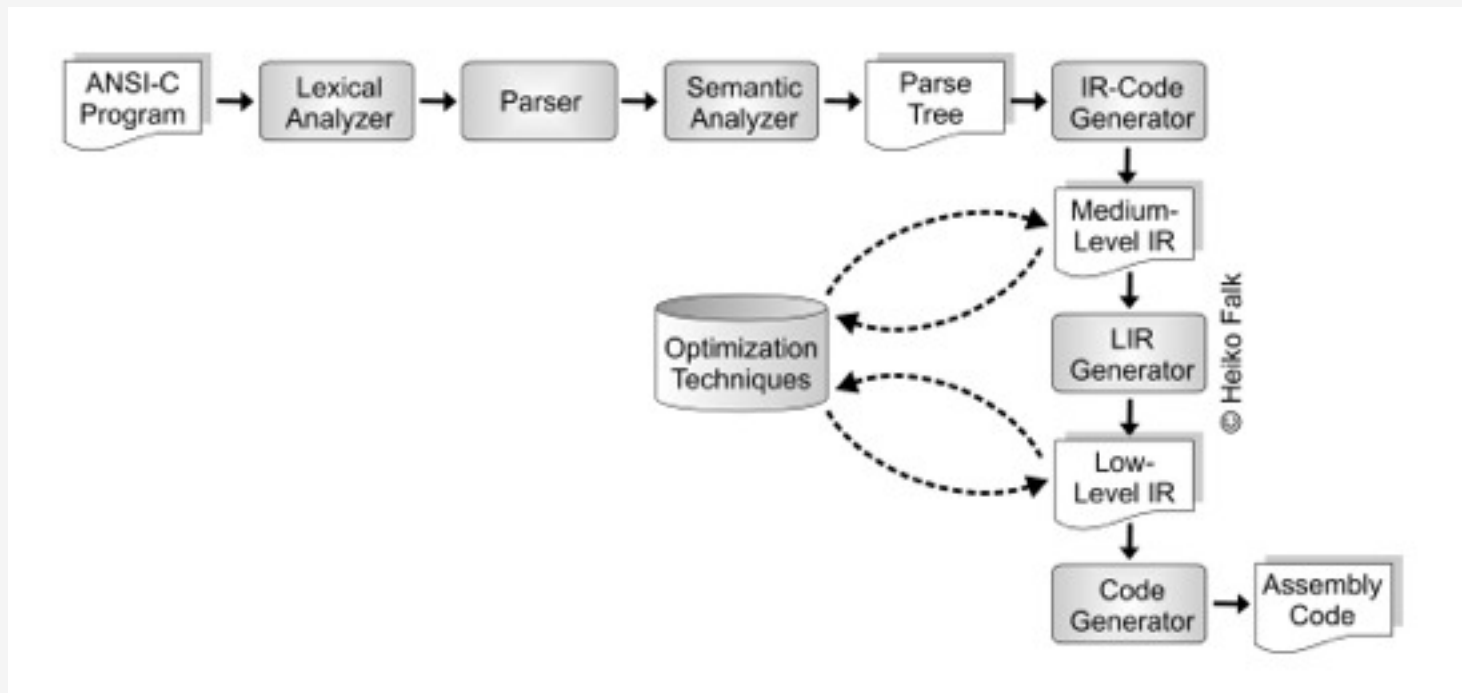 ANSI-C
Program
Lexical
Analyzer
Parser
Semantic
Analyzer
Parse
Tree
IR-Code
Generator
Medium-
Level IR
Optimization
Techniques
LIR
Generator
© Heiko Falk
Low-
Level IR
Code
Generator
Assembly
Code